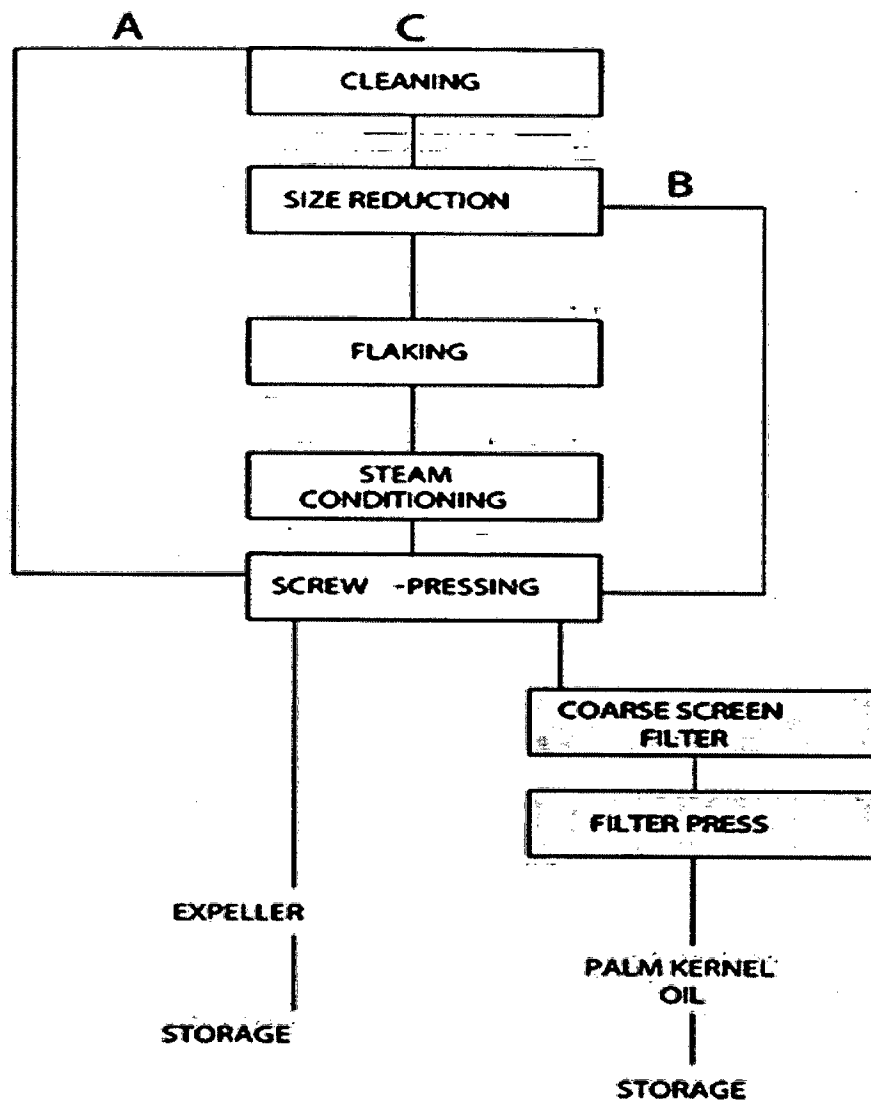 A
C
CLEANING
SIZE REDUCTION
B
FLAKING
STEAM
CONDITIONING
SCREW -PRESSING
COARSE SCREEN
FILTER
FILTER PRESS
EXPELLER
PALM KERNEL
OIL
STORAGE
STORAGE